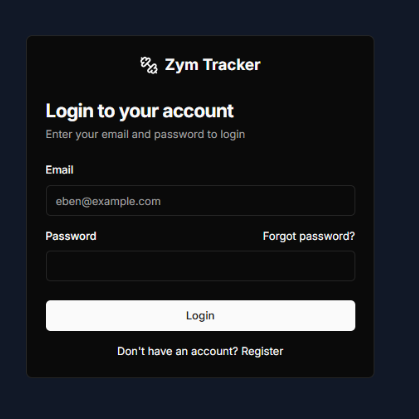 Zym Tracker
Login to your account
Enter your email and password to login
Email
eben@example.com
Password Forgot password?
Login
Don't have an account? Register